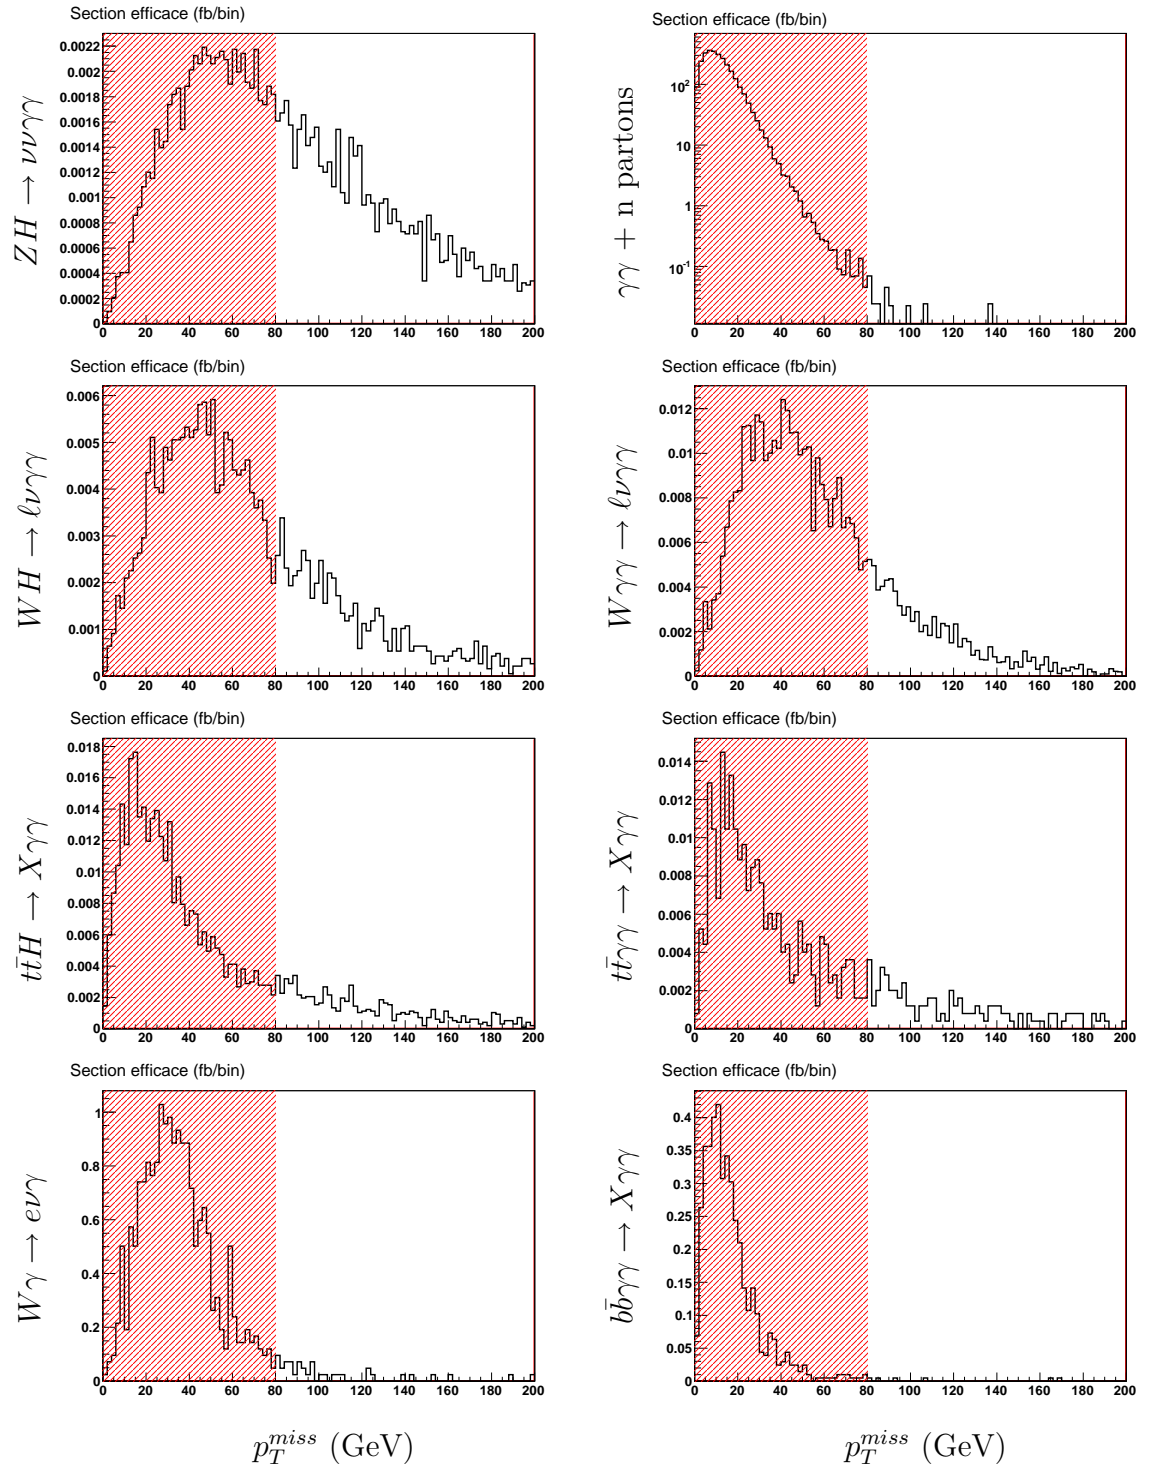 Section efficace (fb/bin)
ZH → ννγγ
0.0022
0.002
0.0018
0.0016
0.0014
0.0012
0.001
0.0008
0.0006
0.0004
0.0002
0
0 20 40 60 80 100 120 140 160 180 200
Section efficace (fb/bin)
γγ + n partons
10²
10
1
10⁻¹
0 20 40 60 80 100 120 140 160 180 200
Section efficace (fb/bin)
WH → ℓνγγ
0.006
0.005
0.004
0.003
0.002
0.001
0
0 20 40 60 80 100 120 140 160 180 200
Section efficace (fb/bin)
Wγγ → ℓνγγ
0.012
0.01
0.008
0.006
0.004
0.002
0
0 20 40 60 80 100 120 140 160 180 200
Section efficace (fb/bin)
tt̄H → Xγγ
0.018
0.016
0.014
0.012
0.01
0.008
0.006
0.004
0.002
0
0 20 40 60 80 100 120 140 160 180 200
Section efficace (fb/bin)
tt̄γγ → Xγγ
0.014
0.012
0.01
0.008
0.006
0.004
0.002
0
0 20 40 60 80 100 120 140 160 180 200
Section efficace (fb/bin)
Wγ → eνγ
1
0.8
0.6
0.4
0.2
0
0 20 40 60 80 100 120 140 160 180 200
p_T^{miss} (GeV)
Section efficace (fb/bin)
bb̄γγ → Xγγ
0.4
0.35
0.3
0.25
0.2
0.15
0.1
0.05
0
0 20 40 60 80 100 120 140 160 180 200
p_T^{miss} (GeV)